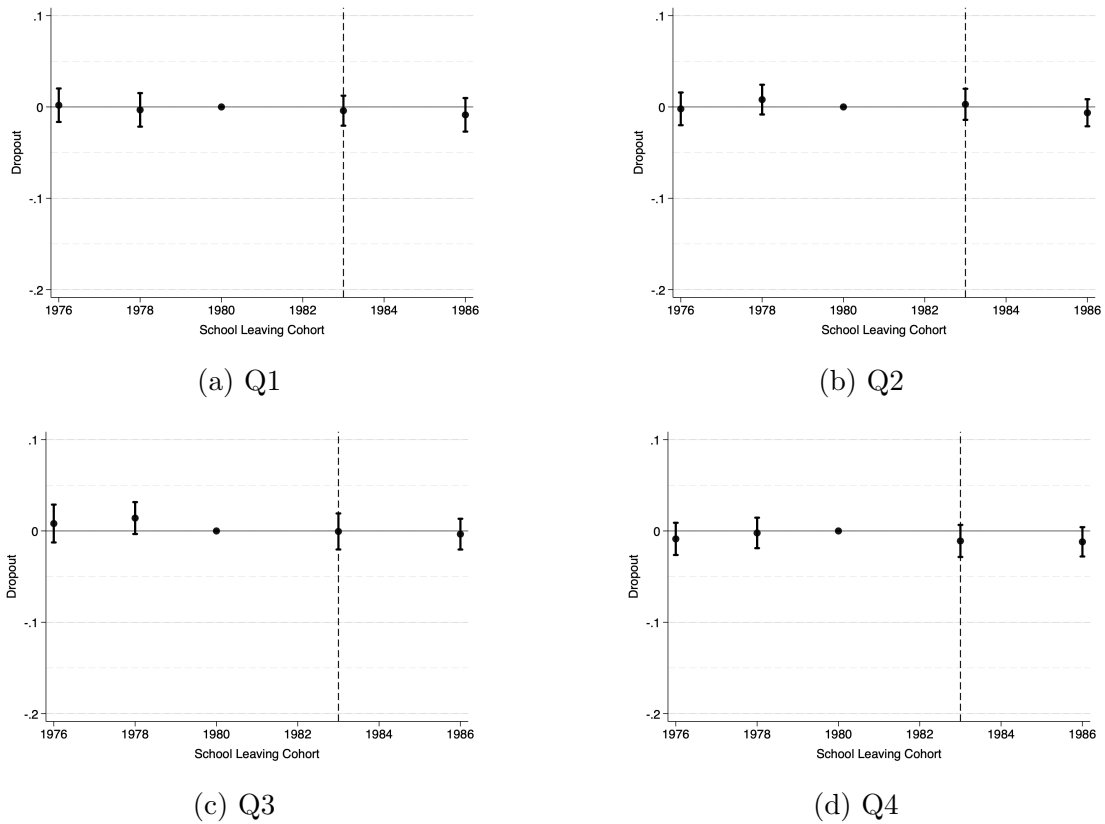 .1
0
-.1
-.2
Dropout
1976 1978 1980 1982 1984 1986
School Leaving Cohort
(a) Q1
.1
0
-.1
-.2
Dropout
1976 1978 1980 1982 1984 1986
School Leaving Cohort
(b) Q2
.1
0
-.1
-.2
Dropout
1976 1978 1980 1982 1984 1986
School Leaving Cohort
(c) Q3
.1
0
-.1
-.2
Dropout
1976 1978 1980 1982 1984 1986
School Leaving Cohort
(d) Q4